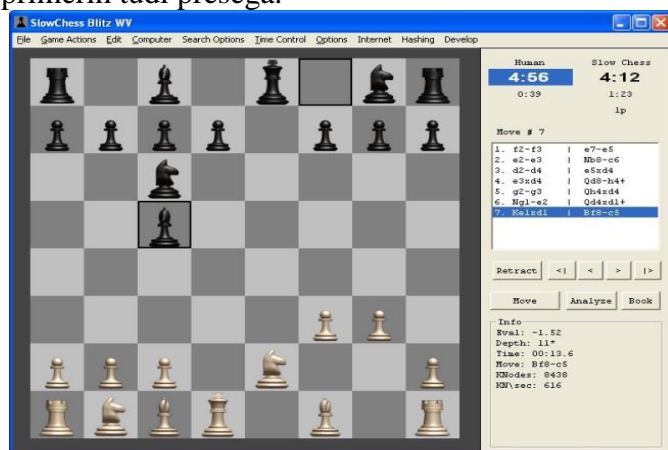 primerih tudi presega.
SlowChess Blitz WV
File Game Actions Edit Computer Search Options Time Control Options Internet Hashing Develop
Human Slow Chess
4:56 4:12
0:39 1:23
1p
Move # 7
1. f2-f3 | e7-e5
2. e2-e3 | Nb8-c6
3. d2-d4 | e5xd4
4. e3xd4 | Qd8-h4+
5. g2-g3 | Qh4xd4
6. Ng1-e2 | Qd4xd1+
7. Ke1xd1 | Bf8-c5
Retract <| < > |>
Move Analyze Book
Info
Eval: -1.52
Depth: 11*
Time: 00:13.6
Move: Bf8-c5
KNodes: 8438
KN\sec: 616